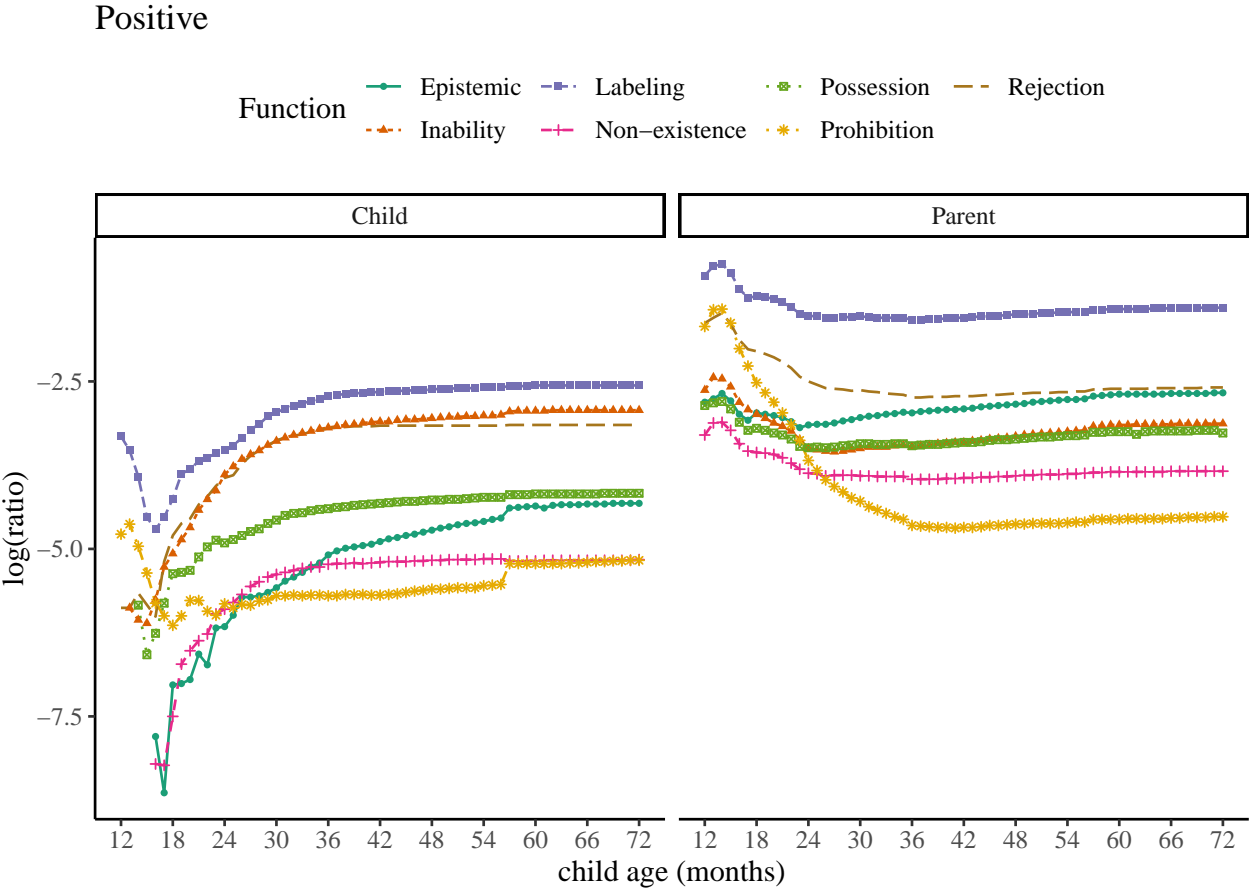 Positive
Function
Epistemic Labeling Possession Rejection
Inability Non−existence Prohibition
Child Parent
−2.5
−5.0
−7.5
log(ratio)
12 18 24 30 36 42 48 54 60 66 72 12 18 24 30 36 42 48 54 60 66 72
child age (months)